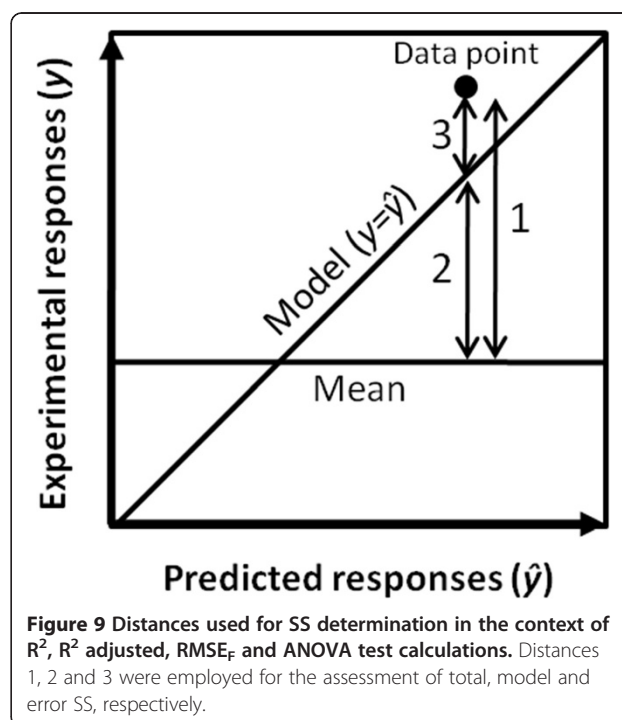 Experimental responses (y)
Data point
3
1
2
Model (y=ŷ)
Mean
Predicted responses (ŷ)
Figure 9 Distances used for SS determination in the context of
R², R² adjusted, RMSE_F and ANOVA test calculations. Distances
1, 2 and 3 were employed for the assessment of total, model and
error SS, respectively.